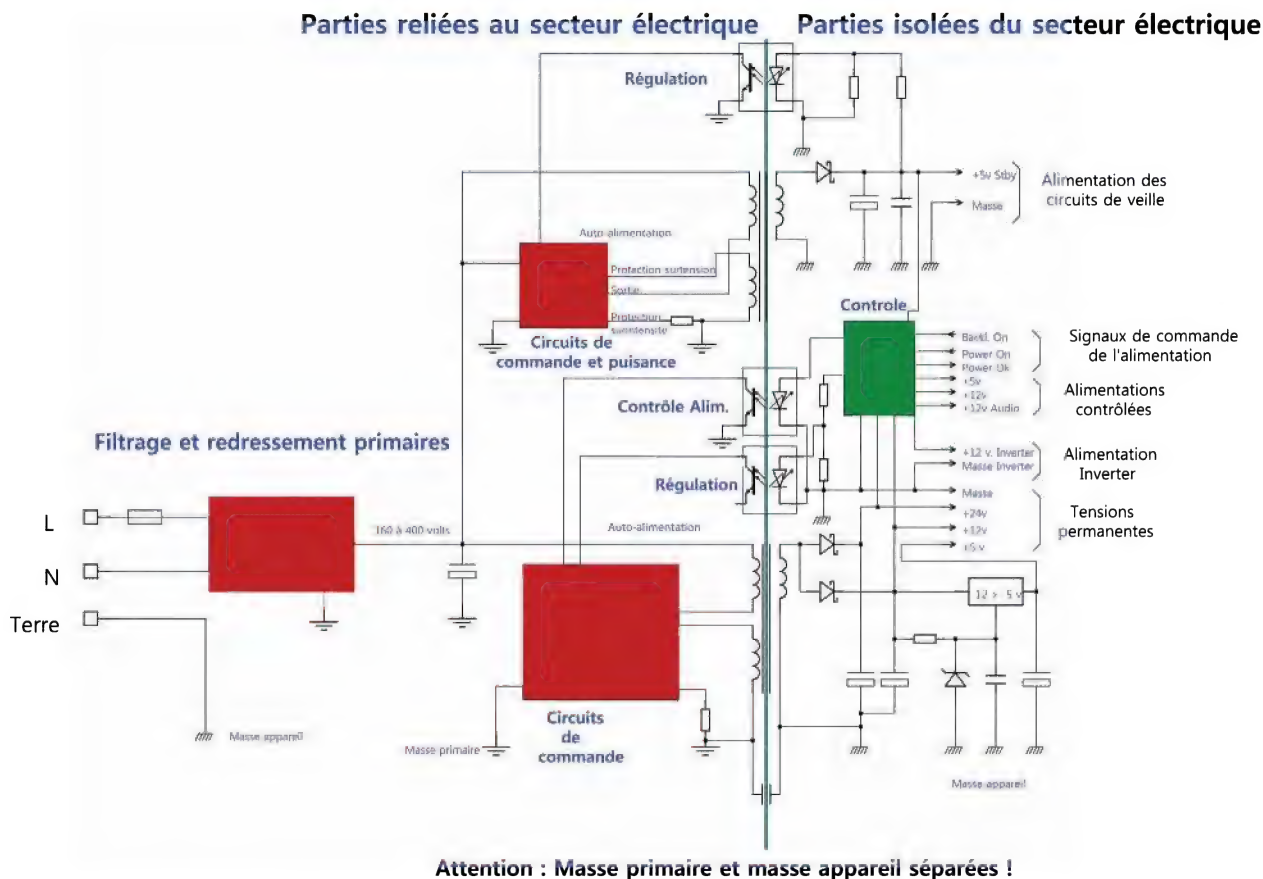 Parties reliées au secteur électrique
Parties isolées du secteur électrique
Régulation
+5v Stby
Masse
Alimentation des
circuits de veille
Auto-alimentation
Protection surtension
Sortie
Protection
surintensité
Circuits de
commande et puisance
Controle
Backl. On
Power On
Power Ok
Signaux de commande
de l'alimentation
+5v
+12v
+12v Audio
Alimentations
contrôlées
Contrôle Alim.
Filtrage et redressement primaires
+12 v. Inverter
Masse Inverter
Alimentation
Inverter
Régulation
Masse
+24v
+12v
+5 v
Tensions
permanentes
L
160 à 400 volts
Auto-alimentation
N
12 > 5 v
Terre
Circuits
de
commande
Masse appareil
Masse primaire
Masse appareil
Attention : Masse primaire et masse appareil séparées !